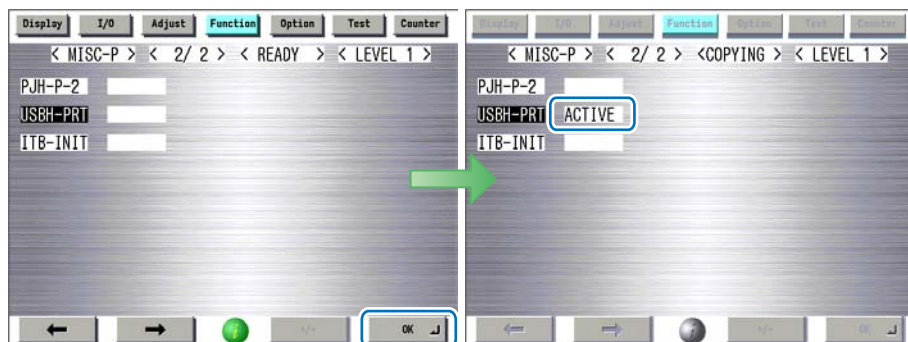 Display I/O Adjust Function Option Test Counter
< MISC-P > < 2/ 2 > < READY > < LEVEL 1 >
PJH-P-2
USBH-PRT
ITB-INIT
+/- OK
Display I/O Adjust Function Option Test Counter
< MISC-P > < 2/ 2 > <COPYING > < LEVEL 1 >
PJH-P-2
USBH-PRT ACTIVE
ITB-INIT
+/- OK